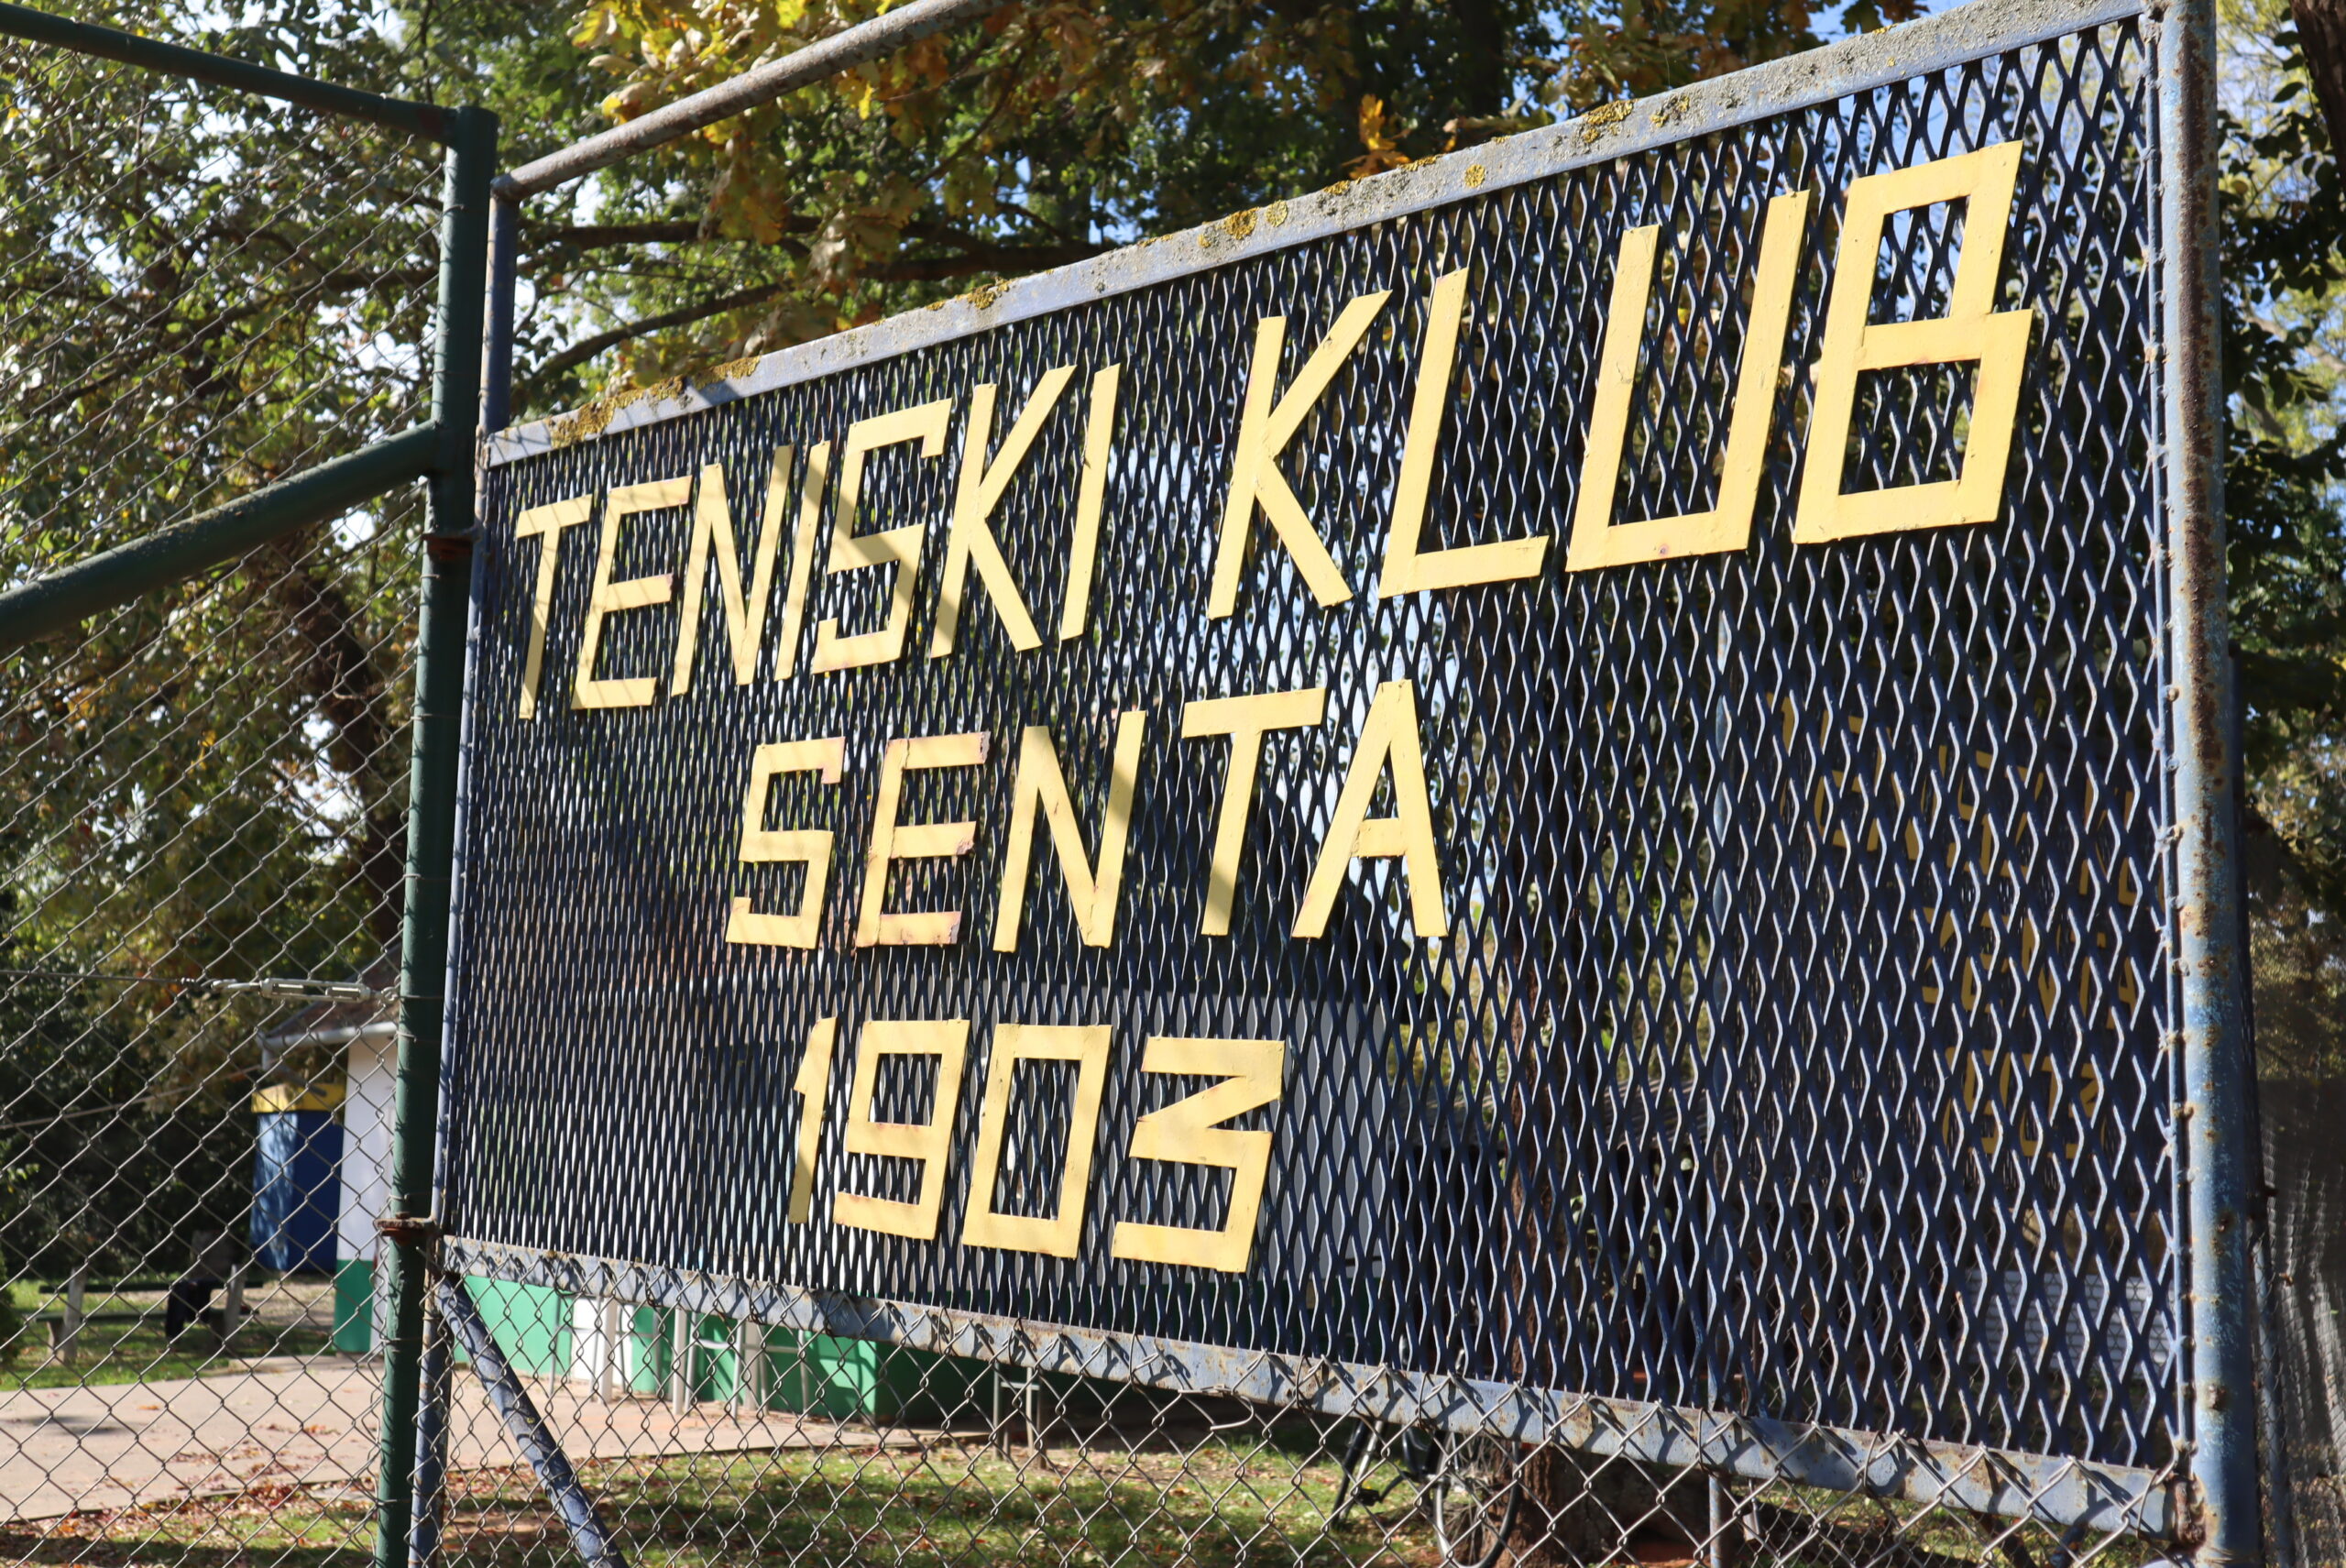 TENISKI KLUB
SENTA
1903